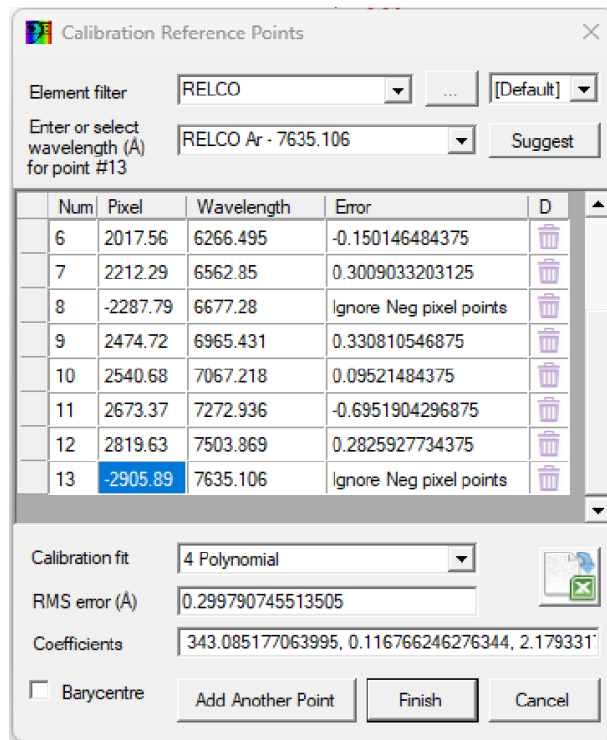 Calibration Reference Points
Element filter RELCO ... [Default]
Enter or select
wavelength (Å)
for point #13
RELCO Ar - 7635.106 Suggest
Num Pixel Wavelength Error D
6 2017.56 6266.495 -0.150146484375
7 2212.29 6562.85 0.3009033203125
8 -2287.79 6677.28 Ignore Neg pixel points
9 2474.72 6965.431 0.330810546875
10 2540.68 7067.218 0.09521484375
11 2673.37 7272.936 -0.6951904296875
12 2819.63 7503.869 0.2825927734375
13 -2905.89 7635.106 Ignore Neg pixel points
Calibration fit 4 Polynomial
RMS error (Å) 0.299790745513505
Coefficients 343.085177063995, 0.116766246276344, 2.179331
Barycentre Add Another Point Finish Cancel